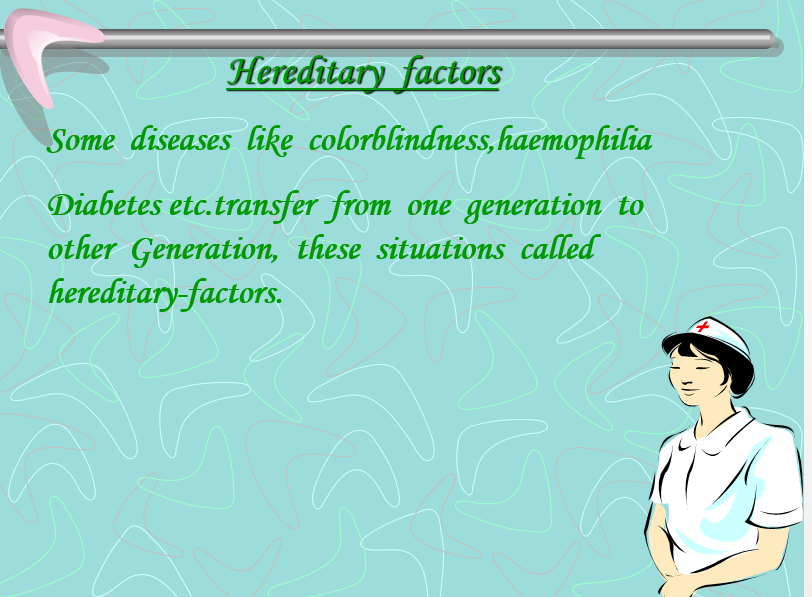 Hereditary factors
Some diseases like colorblindness,haemophilia
Diabetes etc.transfer from one generation to
other Generation, these situations called
hereditary-factors.